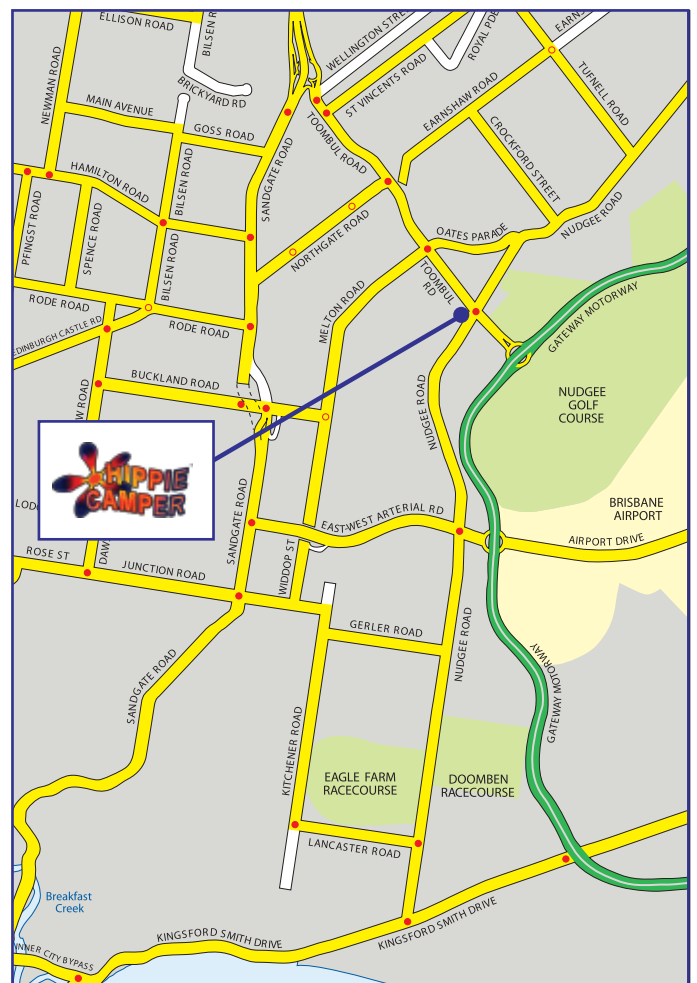 ELLISON ROAD
BILSEN R
WELLINGTON STREE
ROYAL PDE
EARNS
NEWMAN ROAD
BRICKYARD RD
ST VINCENTS ROAD
TUFNELL ROAD
MAIN AVENUE
GOSS ROAD
TOOMBUL ROAD
EARNSHAW ROAD
CROCKFORD STREET
HAMILTON ROAD
BILSEN ROAD
SANDGATE ROAD
PFINGST ROAD
SPENCE ROAD
NORTHGATE ROAD
OATES PARADE
NUDGEE ROAD
BILSEN ROAD
TOOMBUL
RD
GATEWAY MOTORWAY
RODE ROAD
RODE ROAD
MELTON ROAD
EDINBURGH CASTLE RD
BUCKLAND ROAD
NUDGEE ROAD
NUDGEE
GOLF
COURSE
W ROAD
HIPPIE
CAMPER
LODG
SANDGATE ROAD
EAST-WEST ARTERIAL RD
BRISBANE
AIRPORT
AIRPORT DRIVE
ROSE ST
DAW
JUNCTION ROAD
WIDDOP ST
GERLER ROAD
NUDGEE ROAD
GATEWAY MOTORWAY
SANDGATE ROAD
KITCHENER ROAD
EAGLE FARM
RACECOURSE
DOOMBEN
RACECOURSE
LANCASTER ROAD
Breakfast
Creek
KINGSFORD SMITH DRIVE
KINGSFORD SMITH DRIVE
INNER CITY BYPASS